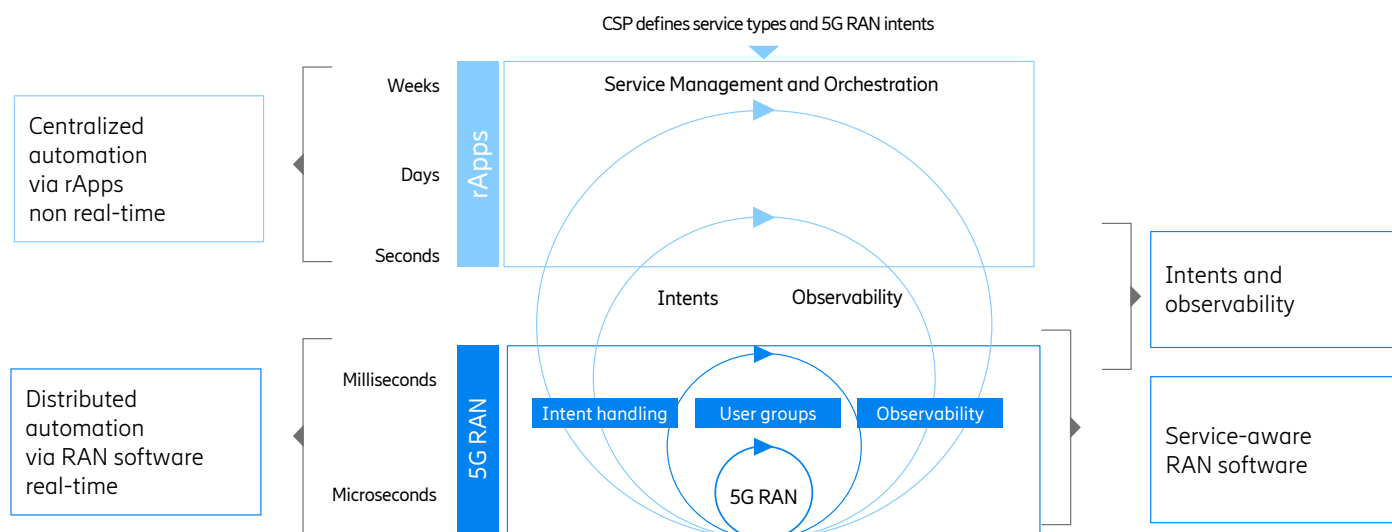 CSP defines service types and 5G RAN intents
Weeks
rApps
Service Management and Orchestration
Centralized
automation
via rApps
non real-time
Days
Seconds
Intents
Observability
Intents and
observability
Milliseconds
5G RAN
Distributed
automation
via RAN software
real-time
Intent handling
User groups
Observability
Service-aware
RAN software
Microseconds
5G RAN